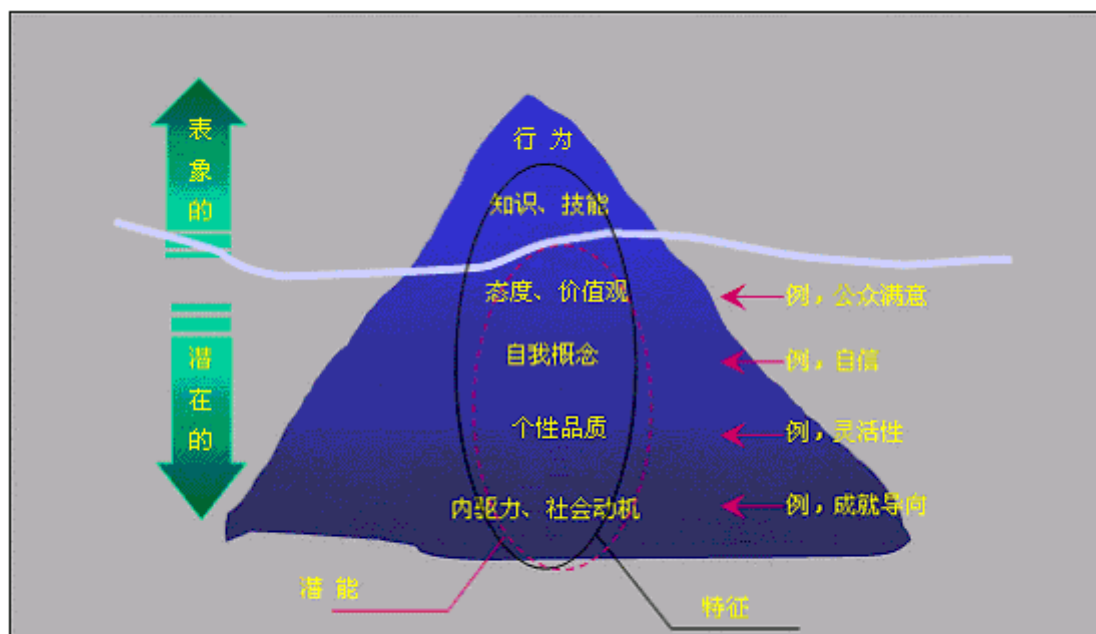 表象的
行为
知识、技能
态度、价值观
例，公众满意
潜在的
自我概念
例，自信
个性品质
例，灵活性
内驱力、社会动机
例，成就导向
潜能
特征